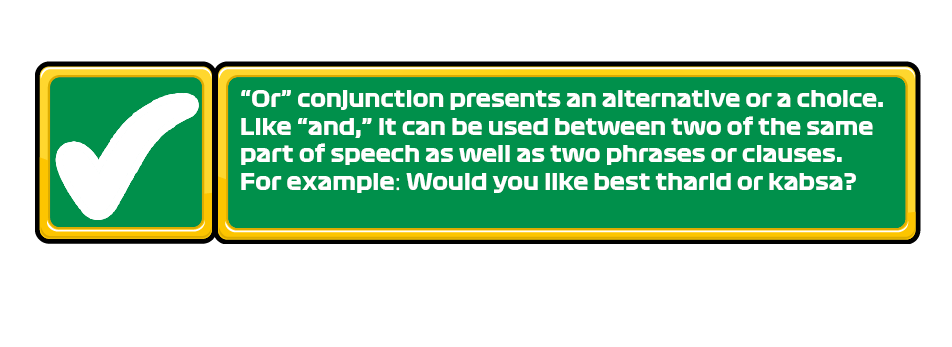 “Or” conjunction presents an alternative or a choice.
Like “and,” it can be used between two of the same
part of speech as well as two phrases or clauses.
For example: Would you like best tharid or kabsa?